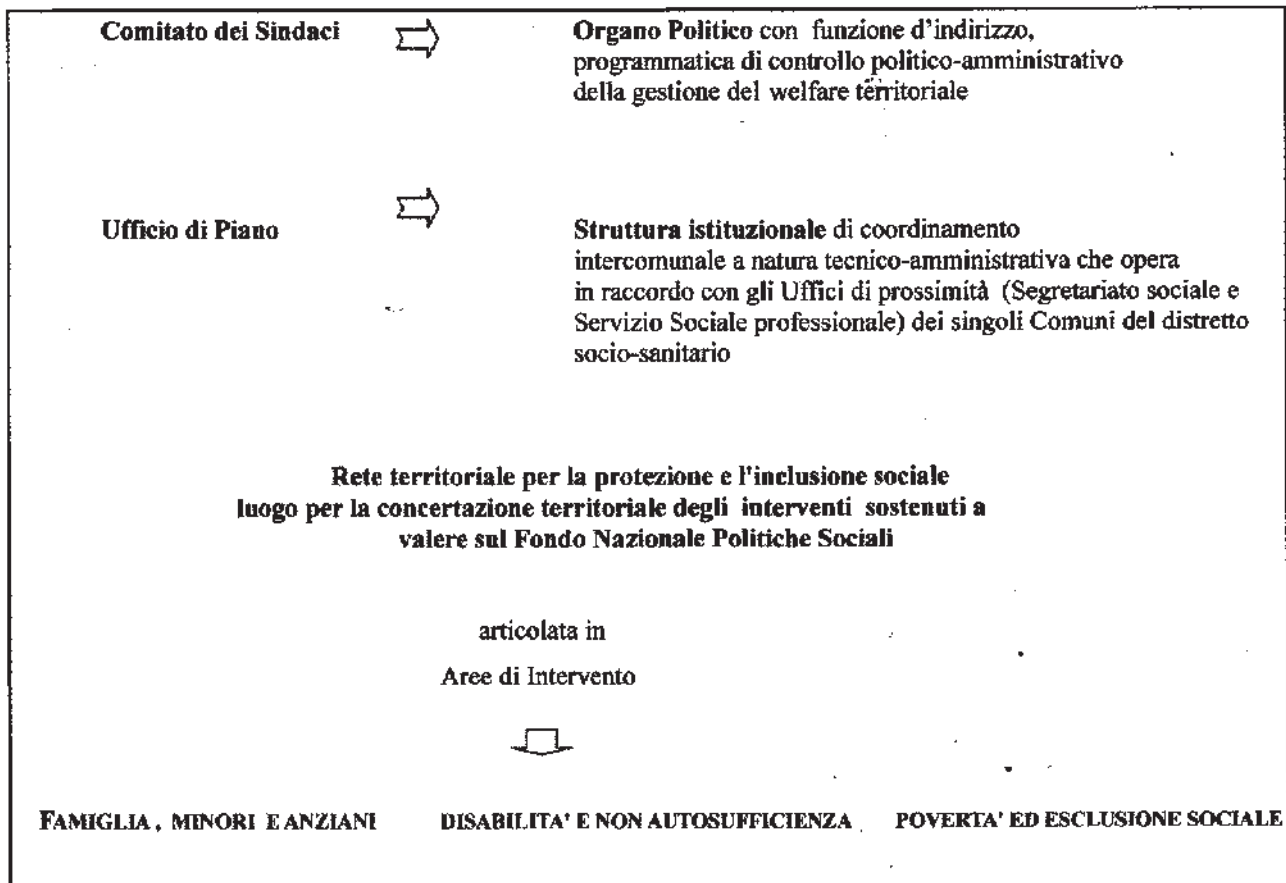 Comitato dei Sindaci
Organo Politico con funzione d'indirizzo,
programmatica di controllo politico-amministrativo
della gestione del welfare territoriale
Ufficio di Piano
Struttura istituzionale di coordinamento
intercomunale a natura tecnico-amministrativa che opera
in raccordo con gli Uffici di prossimità (Segretariato sociale e
Servizio Sociale professionale) dei singoli Comuni del distretto
socio-sanitario
Rete territoriale per la protezione e l'inclusione sociale
luogo per la concertazione territoriale degli interventi sostenuti a
valere sul Fondo Nazionale Politiche Sociali
articolata in
Aree di Intervento
FAMIGLIA, MINORI E ANZIANI DISABILITA' E NON AUTOSUFFICIENZA POVERTA' ED ESCLUSIONE SOCIALE